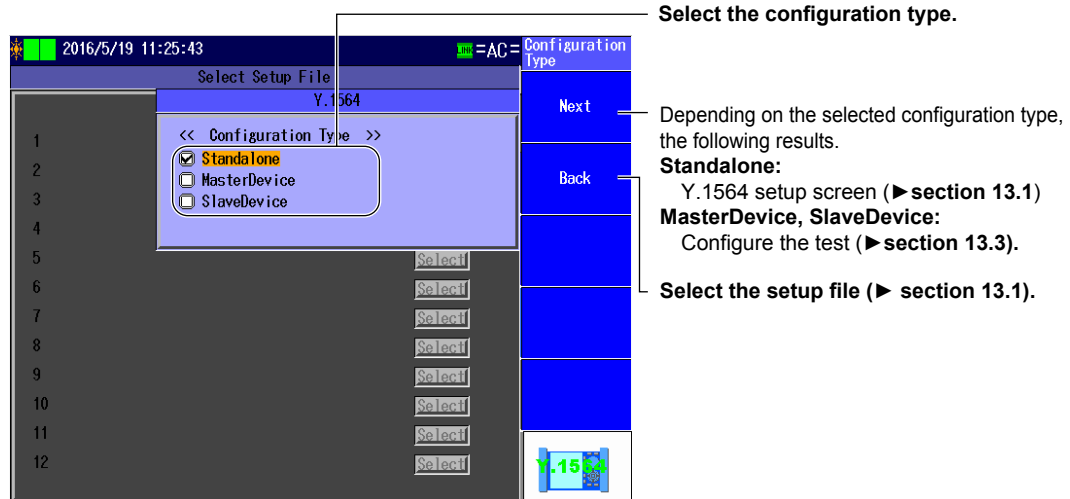 Select the configuration type.
2016/5/19 11:25:43
LINK =AC=
Configuration
Type
Select Setup File
Y.1564
<< Configuration Type >>
Standalone
MasterDevice
SlaveDevice
Next
Back
Depending on the selected configuration type,
the following results.
Standalone:
Y.1564 setup screen (►section 13.1)
MasterDevice, SlaveDevice:
Configure the test (►section 13.3).
Select the setup file (► section 13.1).
1
2
3
4
5 Select
6 Select
7 Select
8 Select
9 Select
10 Select
11 Select
12 Select
Y.1564